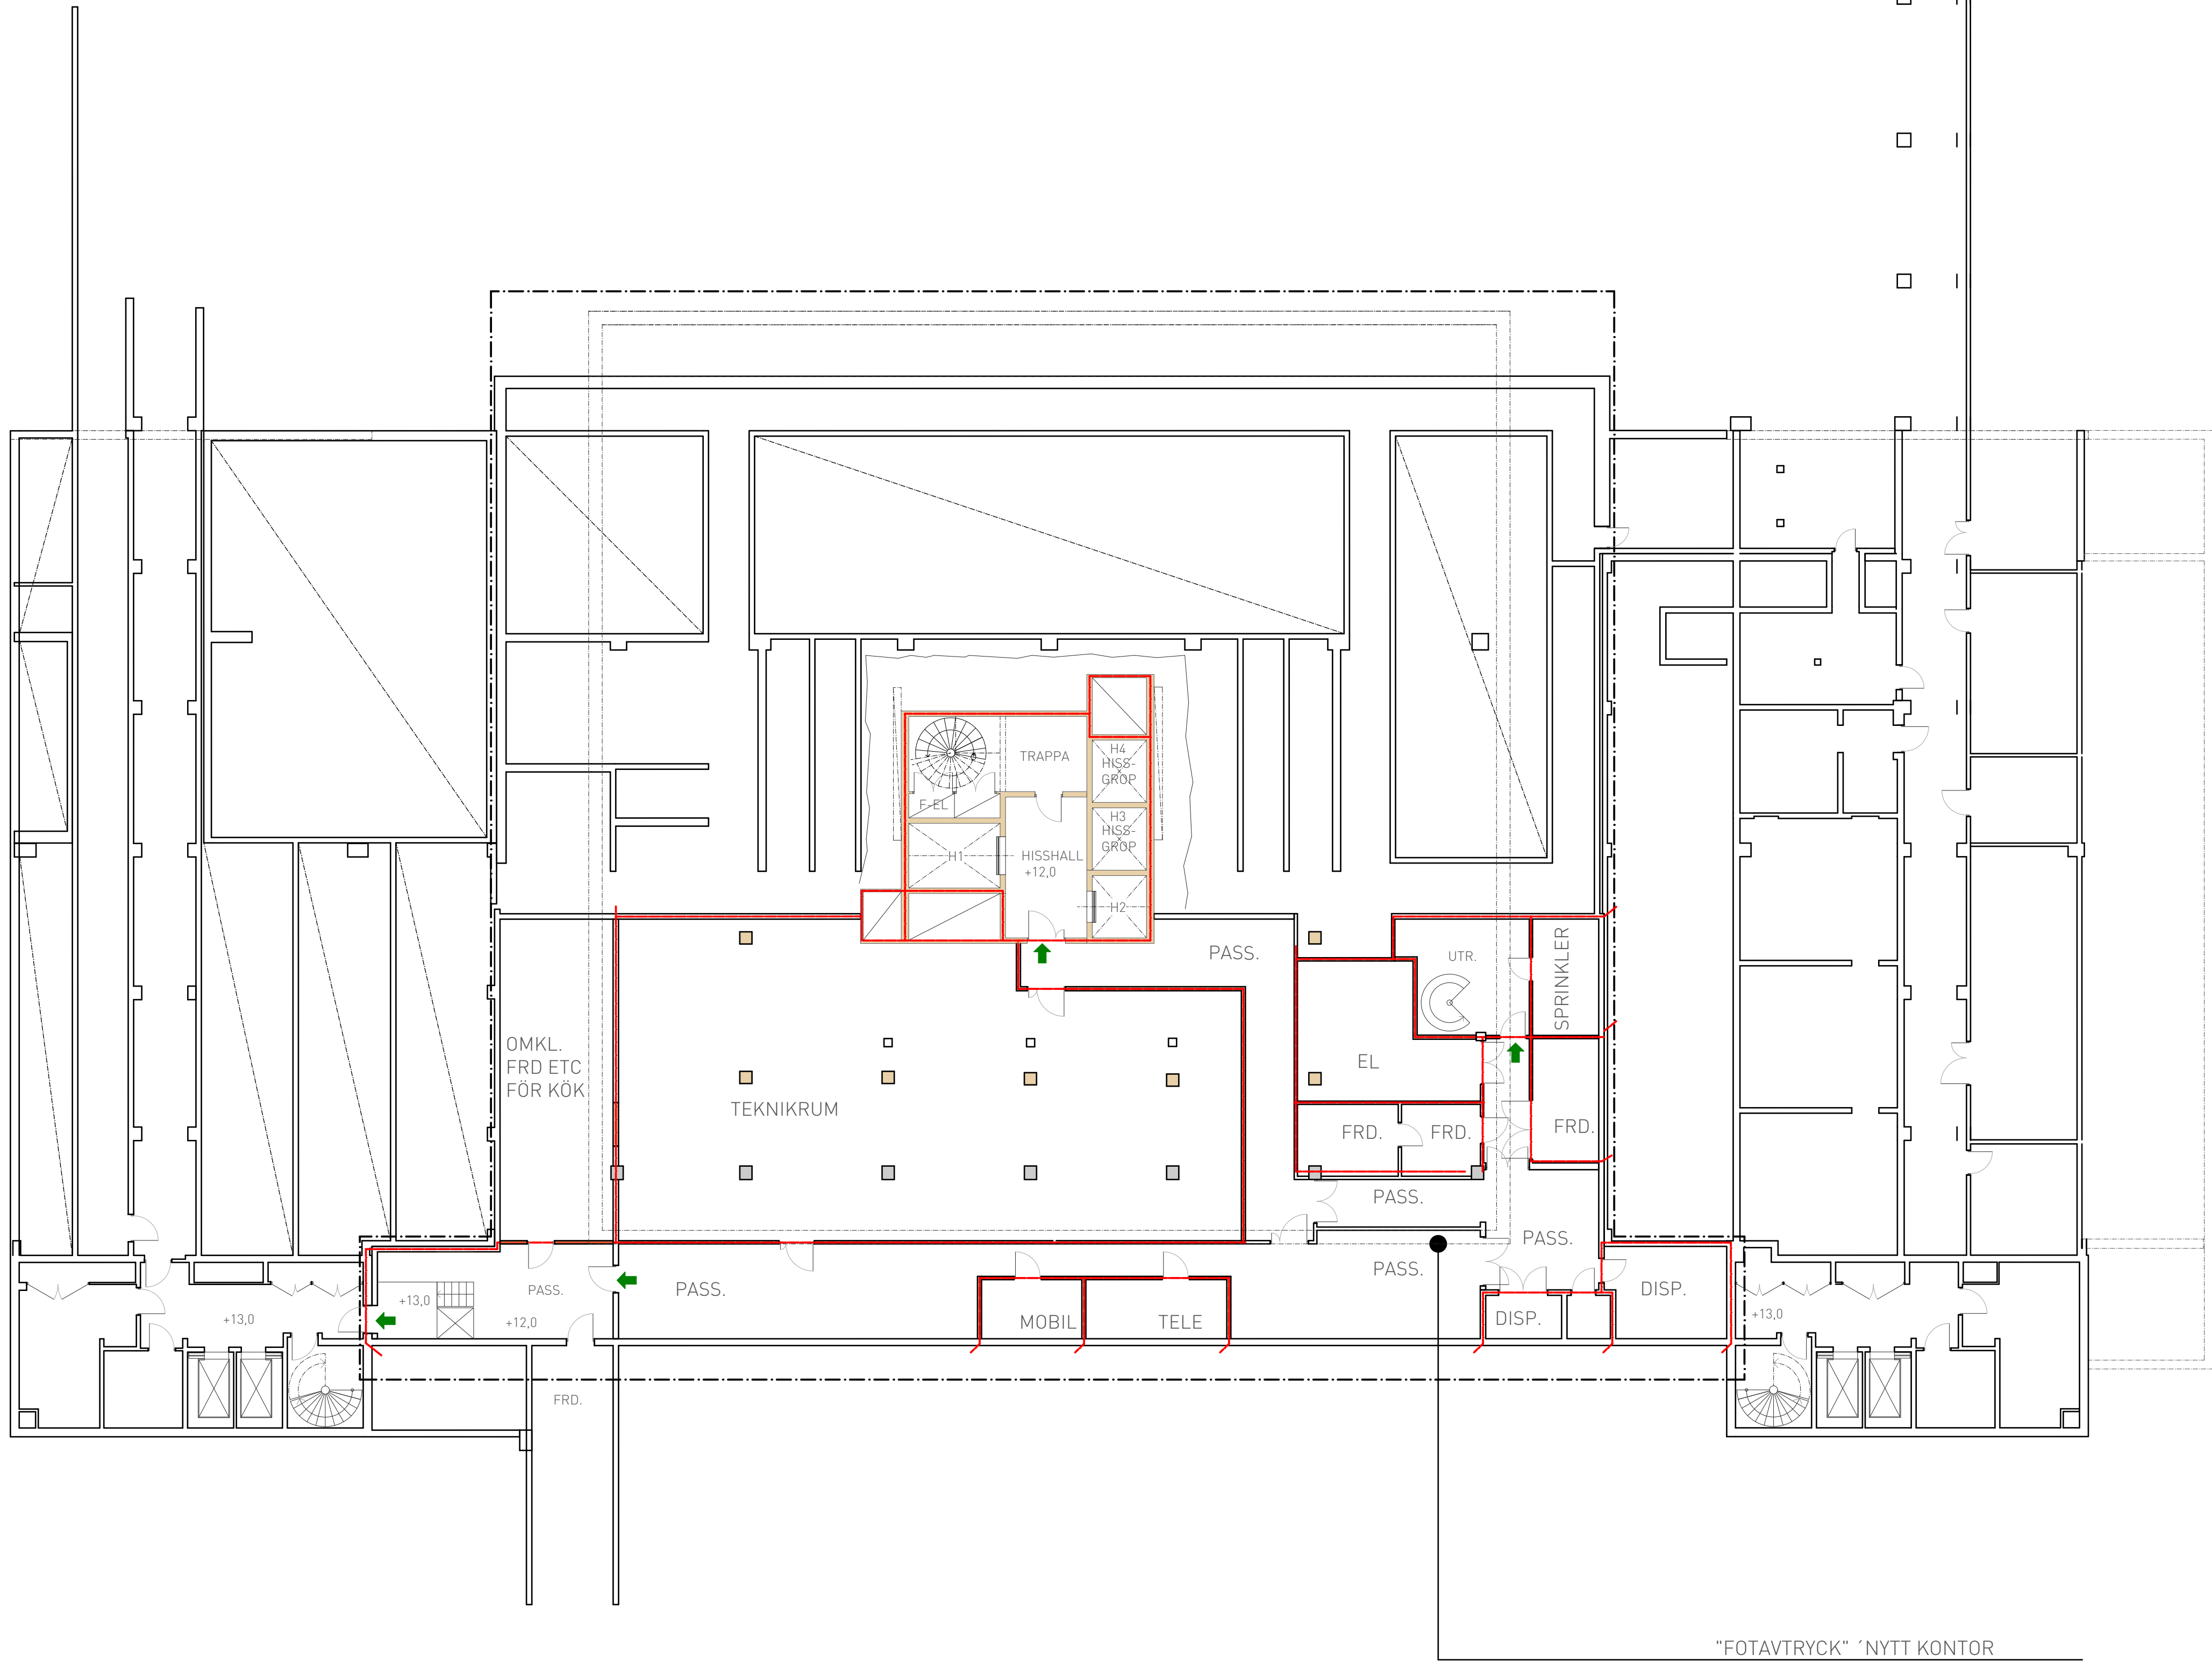 TRAPPA
H4
HISS-
GROP
F-EL
H3
HISS-
GROP
H1
HISSHALL
+12,0
H2
PASS.
UTR.
SPRINKLER
OMKL.
FRD ETC
FÖR KÖK
EL
TEKNIKRUM
FRD.
FRD.
FRD.
PASS.
PASS.
PASS.
PASS.
PASS.
DISP.
+13,0
+13,0
+12,0
MOBIL
TELE
DISP.
+13,0
FRD.
"FOTAVTRYCK" ´NYTT KONTOR